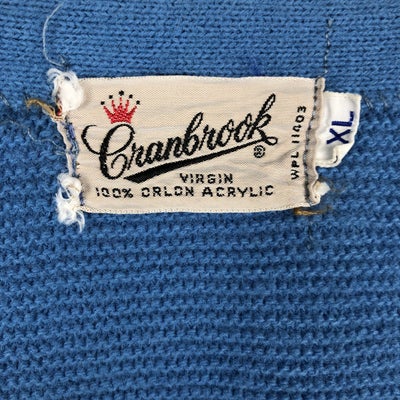 Cranbrook
®
VIRGIN
100% ORLON ACRYLIC
WPL 11403
XL